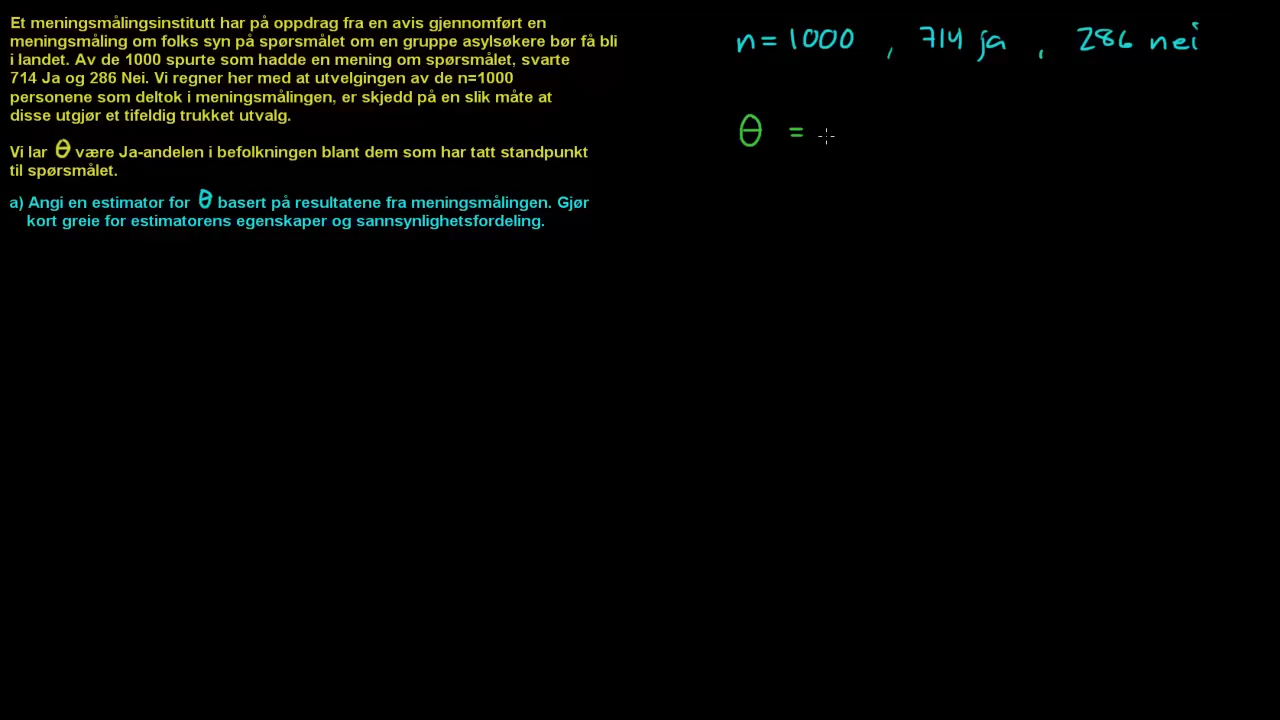 Et meningsmålingsinstitutt har på oppdrag fra en avis gjennomført en
meningsmåling om folks syn på spørsmålet om en gruppe asylsøkere bør få bli
i landet. Av de 1000 spurte som hadde en mening om spørsmålet, svarte
714 Ja og 286 Nei. Vi regner her med at utvelgingen av de n=1000
personene som deltok i meningsmålingen, er skjedd på en slik måte at
disse utgjør et tifeldig trukket utvalg.
Vi lar θ være Ja-andelen i befolkningen blant dem som har tatt standpunkt
til spørsmålet.
a) Angi en estimator for θ basert på resultatene fra meningsmålingen. Gjør
kort greie for estimatorens egenskaper og sannsynlighetsfordeling.
n = 1000 , 714 ja , 286 nei
θ =